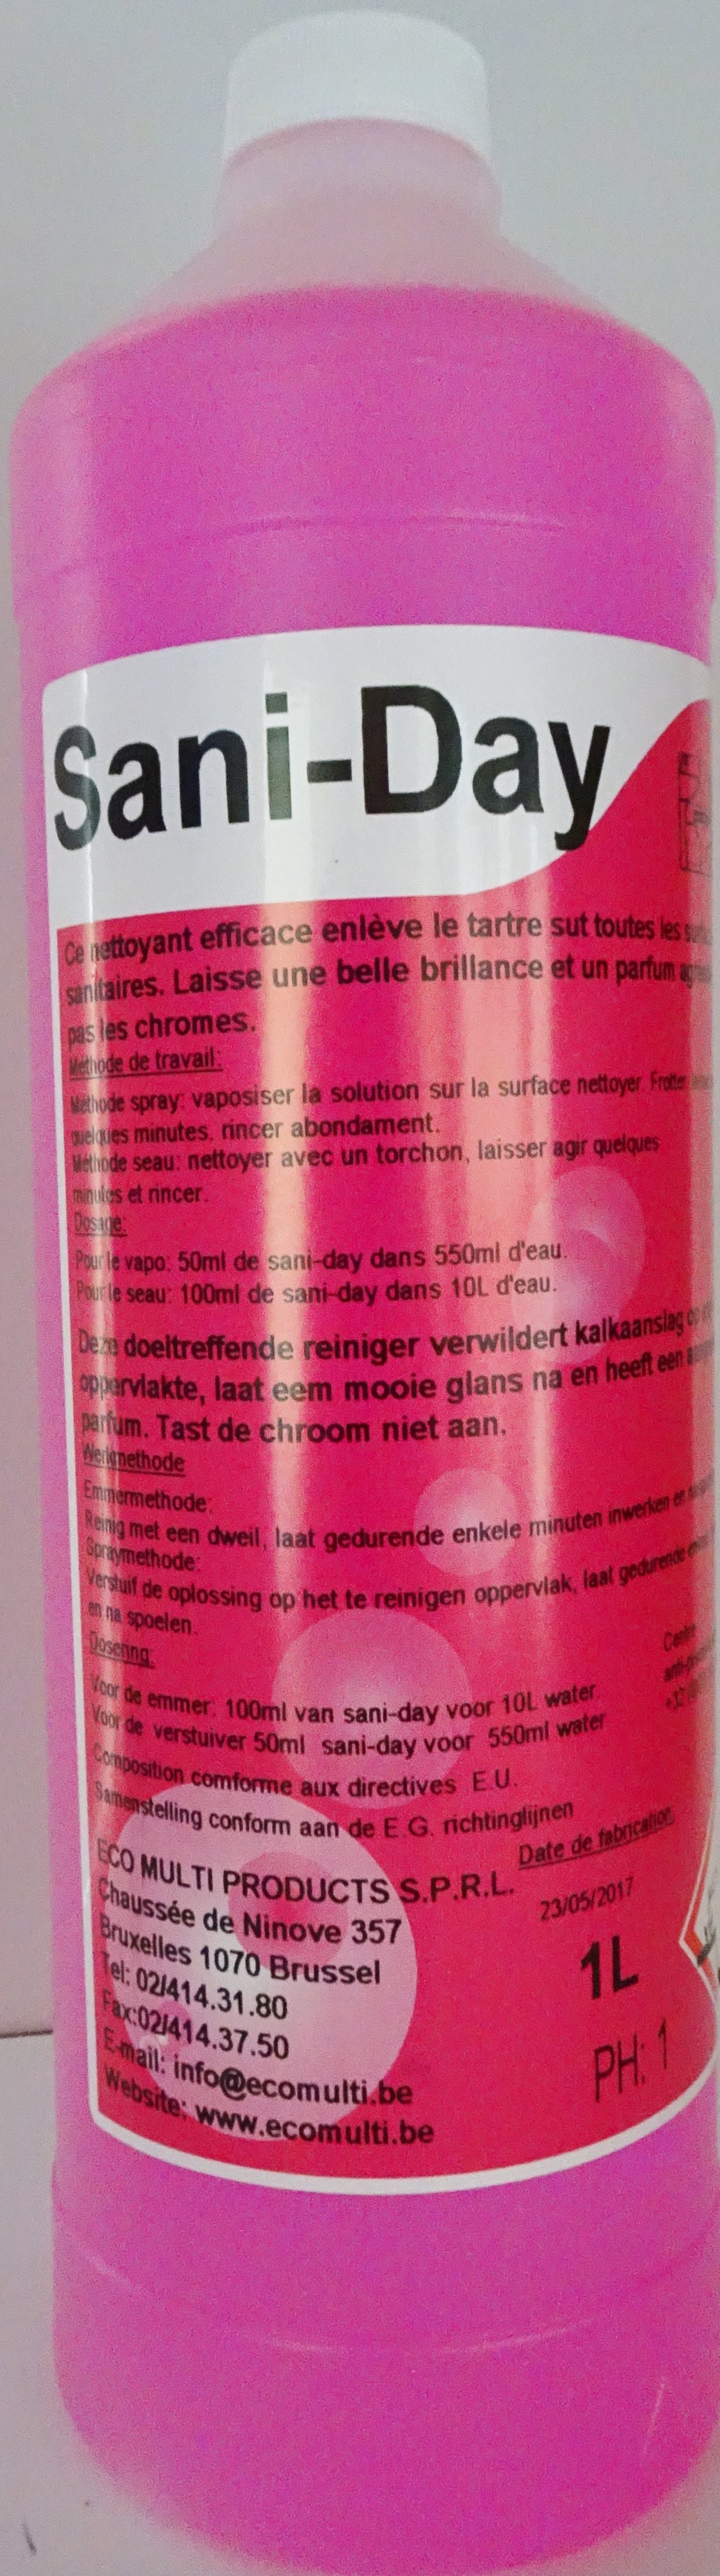 Sani-Day
Ce nettoyant efficace enlève le tartre sut toutes les
sanitaires. Laisse une belle brillance et un parfum
pas les chromes.
Méthode de travail:
Méthode spray: vaposiser la solution sur la surface nettoyer. Frotter
quelques minutes, rincer abondament.
Méthode seau: nettoyer avec un torchon, laisser agir quelques
minutes et rincer.
Dosage:
Pour le vapo: 50ml de sani-day dans 550ml d'eau.
Pour le seau: 100ml de sani-day dans 10L d'eau.
Deze doeltreffende reiniger verwildert kalkaanslag op
oppervlakte, laat eem mooie glans na en heeft een
parfum. Tast de chroom niet aan.
Werkmethode
Emmermethode:
Reinig met een dweil, laat gedurende enkele minuten inwerken en
Spraymethode:
Verstuif de oplossing op het te reinigen oppervlak, laat gedurende
en na spoelen.
Dosering:
Voor de emmer: 100ml van sani-day voor 10L water
Voor de verstuiver 50ml sani-day voor 550ml water
Centre
Composition comforme aux directives E.U.
Samenstelling conform aan de E.G. richtinglijnen
ECO MULTI PRODUCTS S.P.R.L.
Chaussée de Ninove 357
Bruxelles 1070 Brussel
Tel: 02/414.31.80
Fax:02/414.37.50
E-mail: info@ecomulti.be
Website: www.ecomulti.be
Date de fabrication
23/05/2017
1L
PH: 1